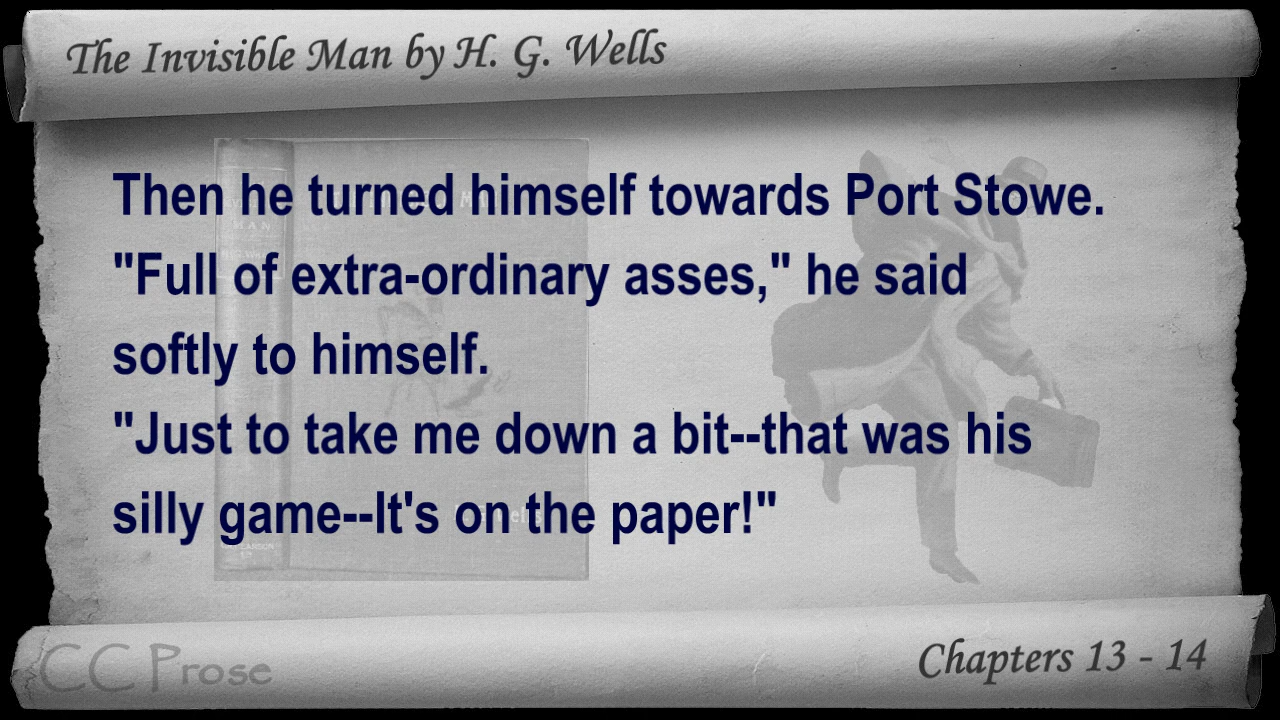 The Invisible Man by H. G. Wells
Then he turned himself towards Port Stowe.
"Full of extra-ordinary asses," he said
softly to himself.
"Just to take me down a bit--that was his
silly game--It's on the paper!"
CC Prose
Chapters 13 - 14